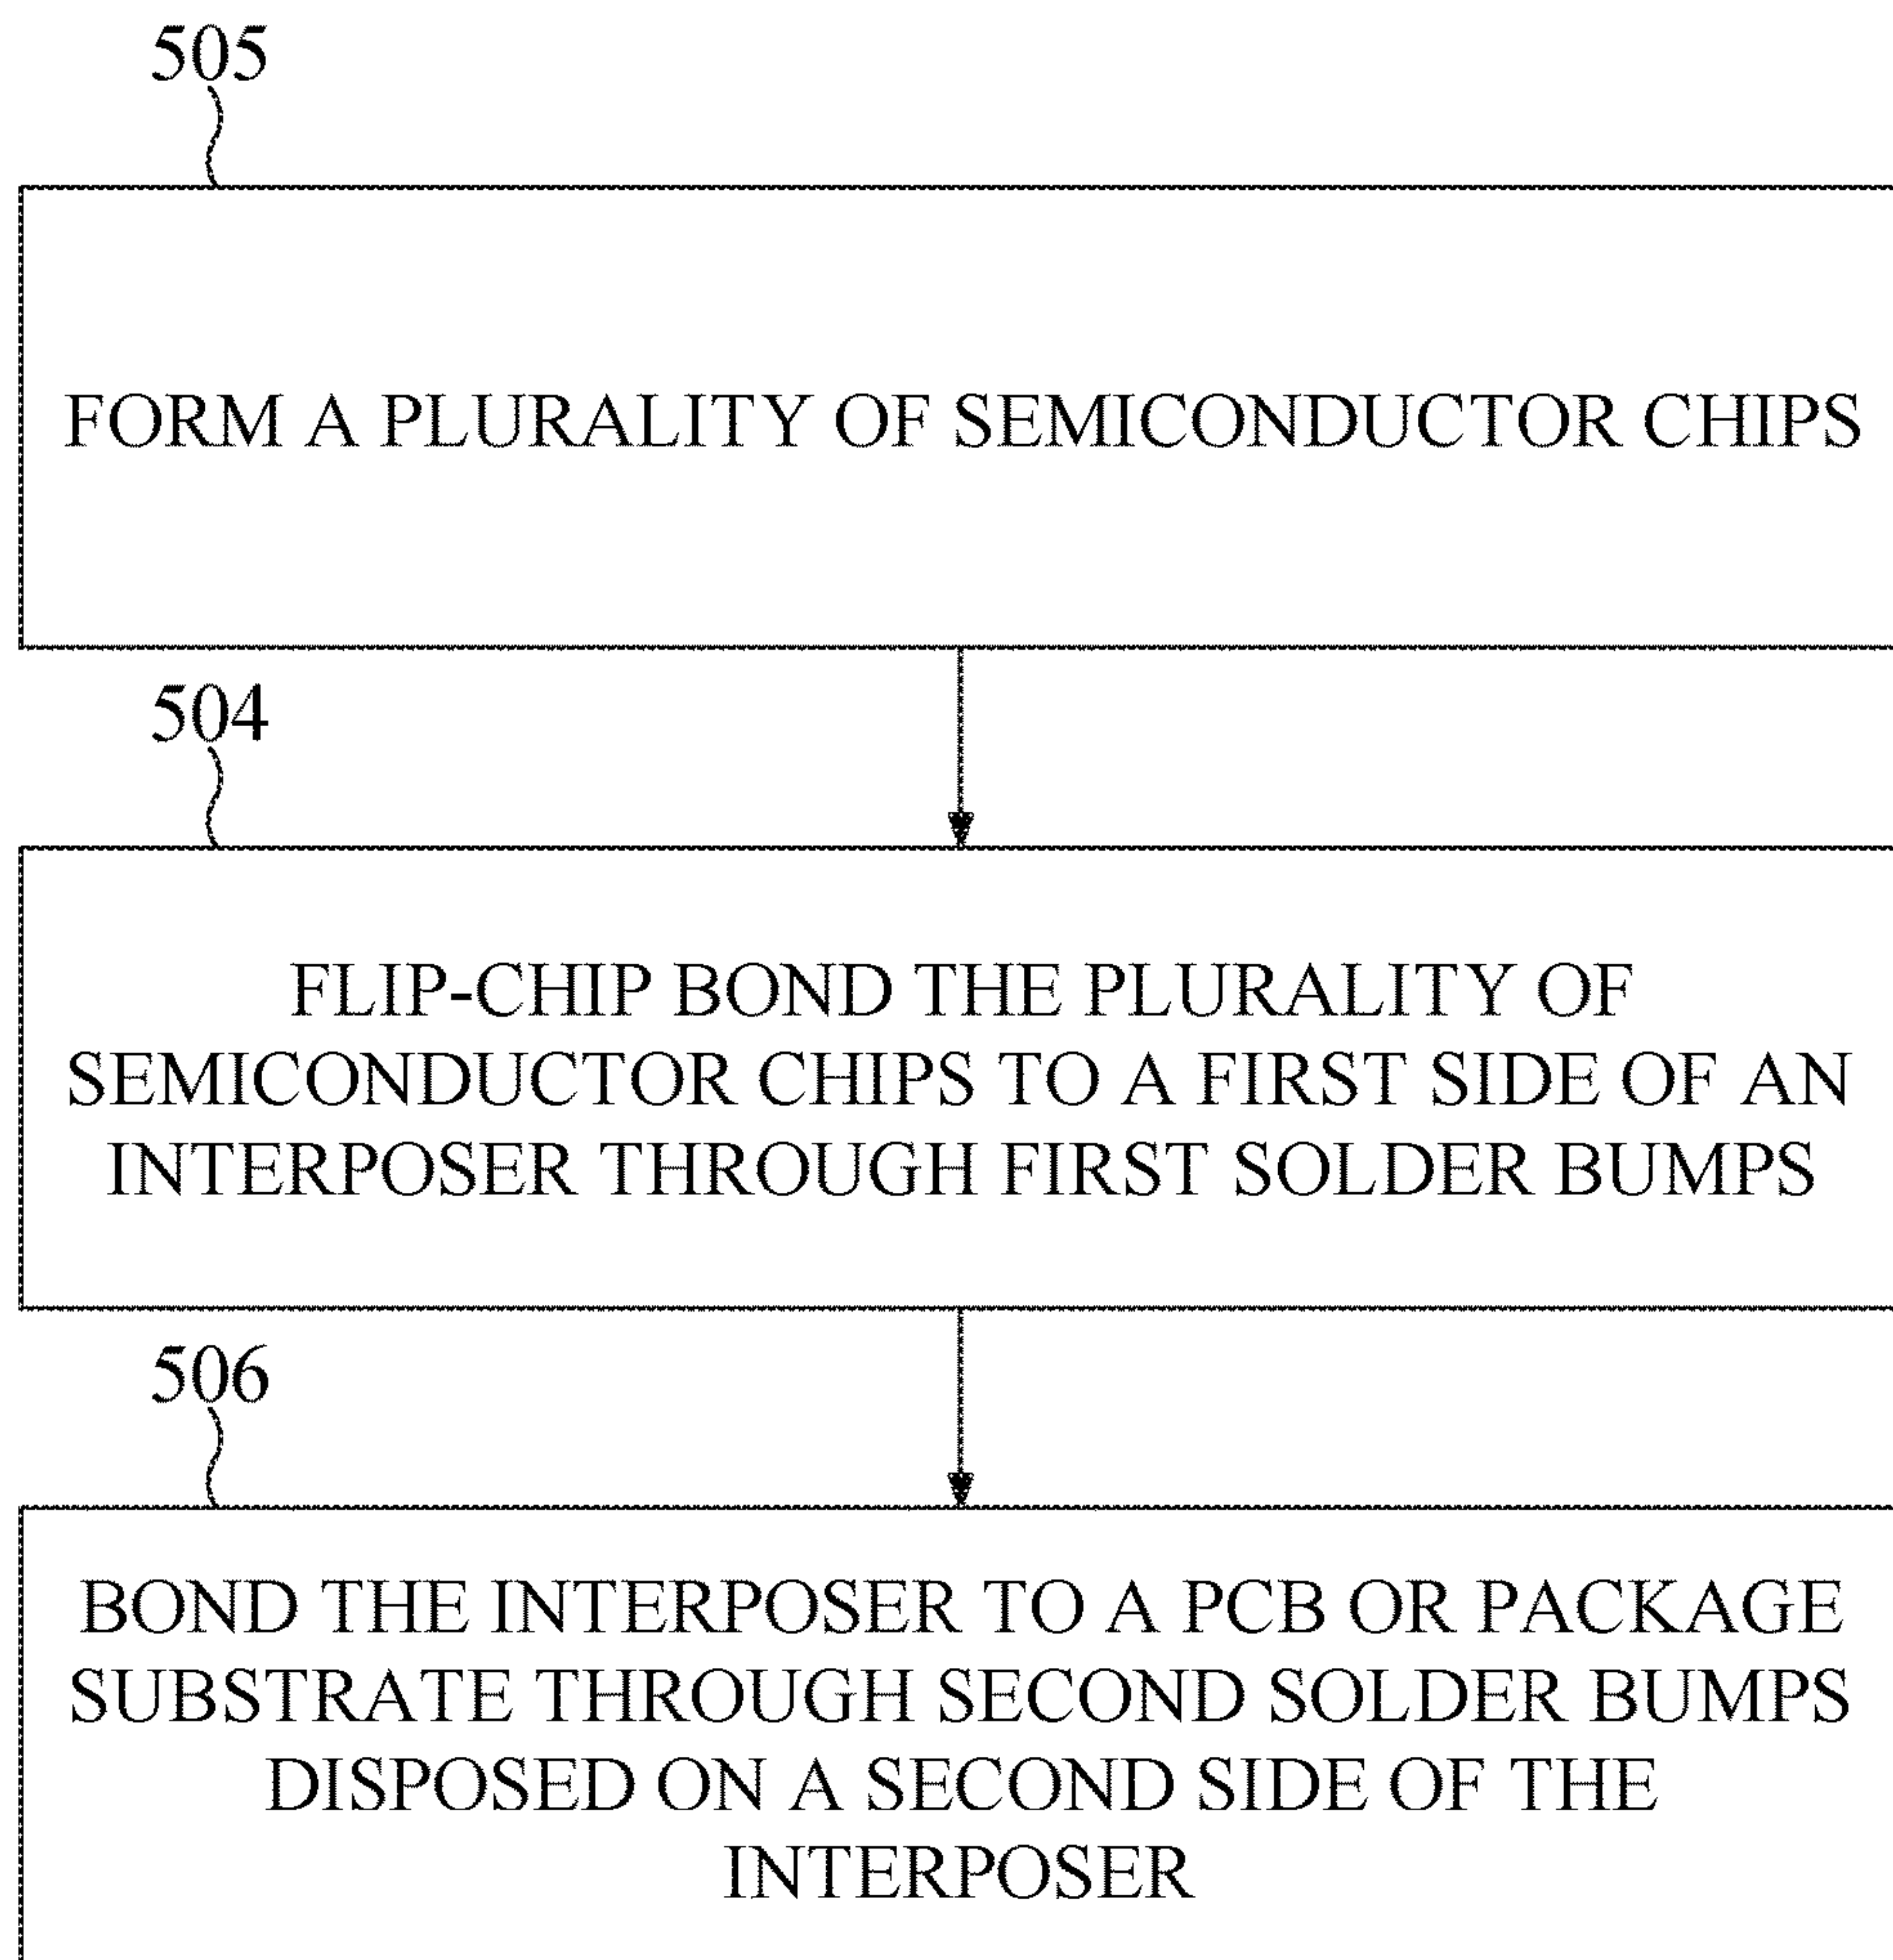 505
FORM A PLURALITY OF SEMICONDUCTOR CHIPS
504
FLIP-CHIP BOND THE PLURALITY OF
SEMICONDUCTOR CHIPS TO A FIRST SIDE OF AN
INTERPOSER THROUGH FIRST SOLDER BUMPS
506
BOND THE INTERPOSER TO A PCB OR PACKAGE
SUBSTRATE THROUGH SECOND SOLDER BUMPS
DISPOSED ON A SECOND SIDE OF THE
INTERPOSER